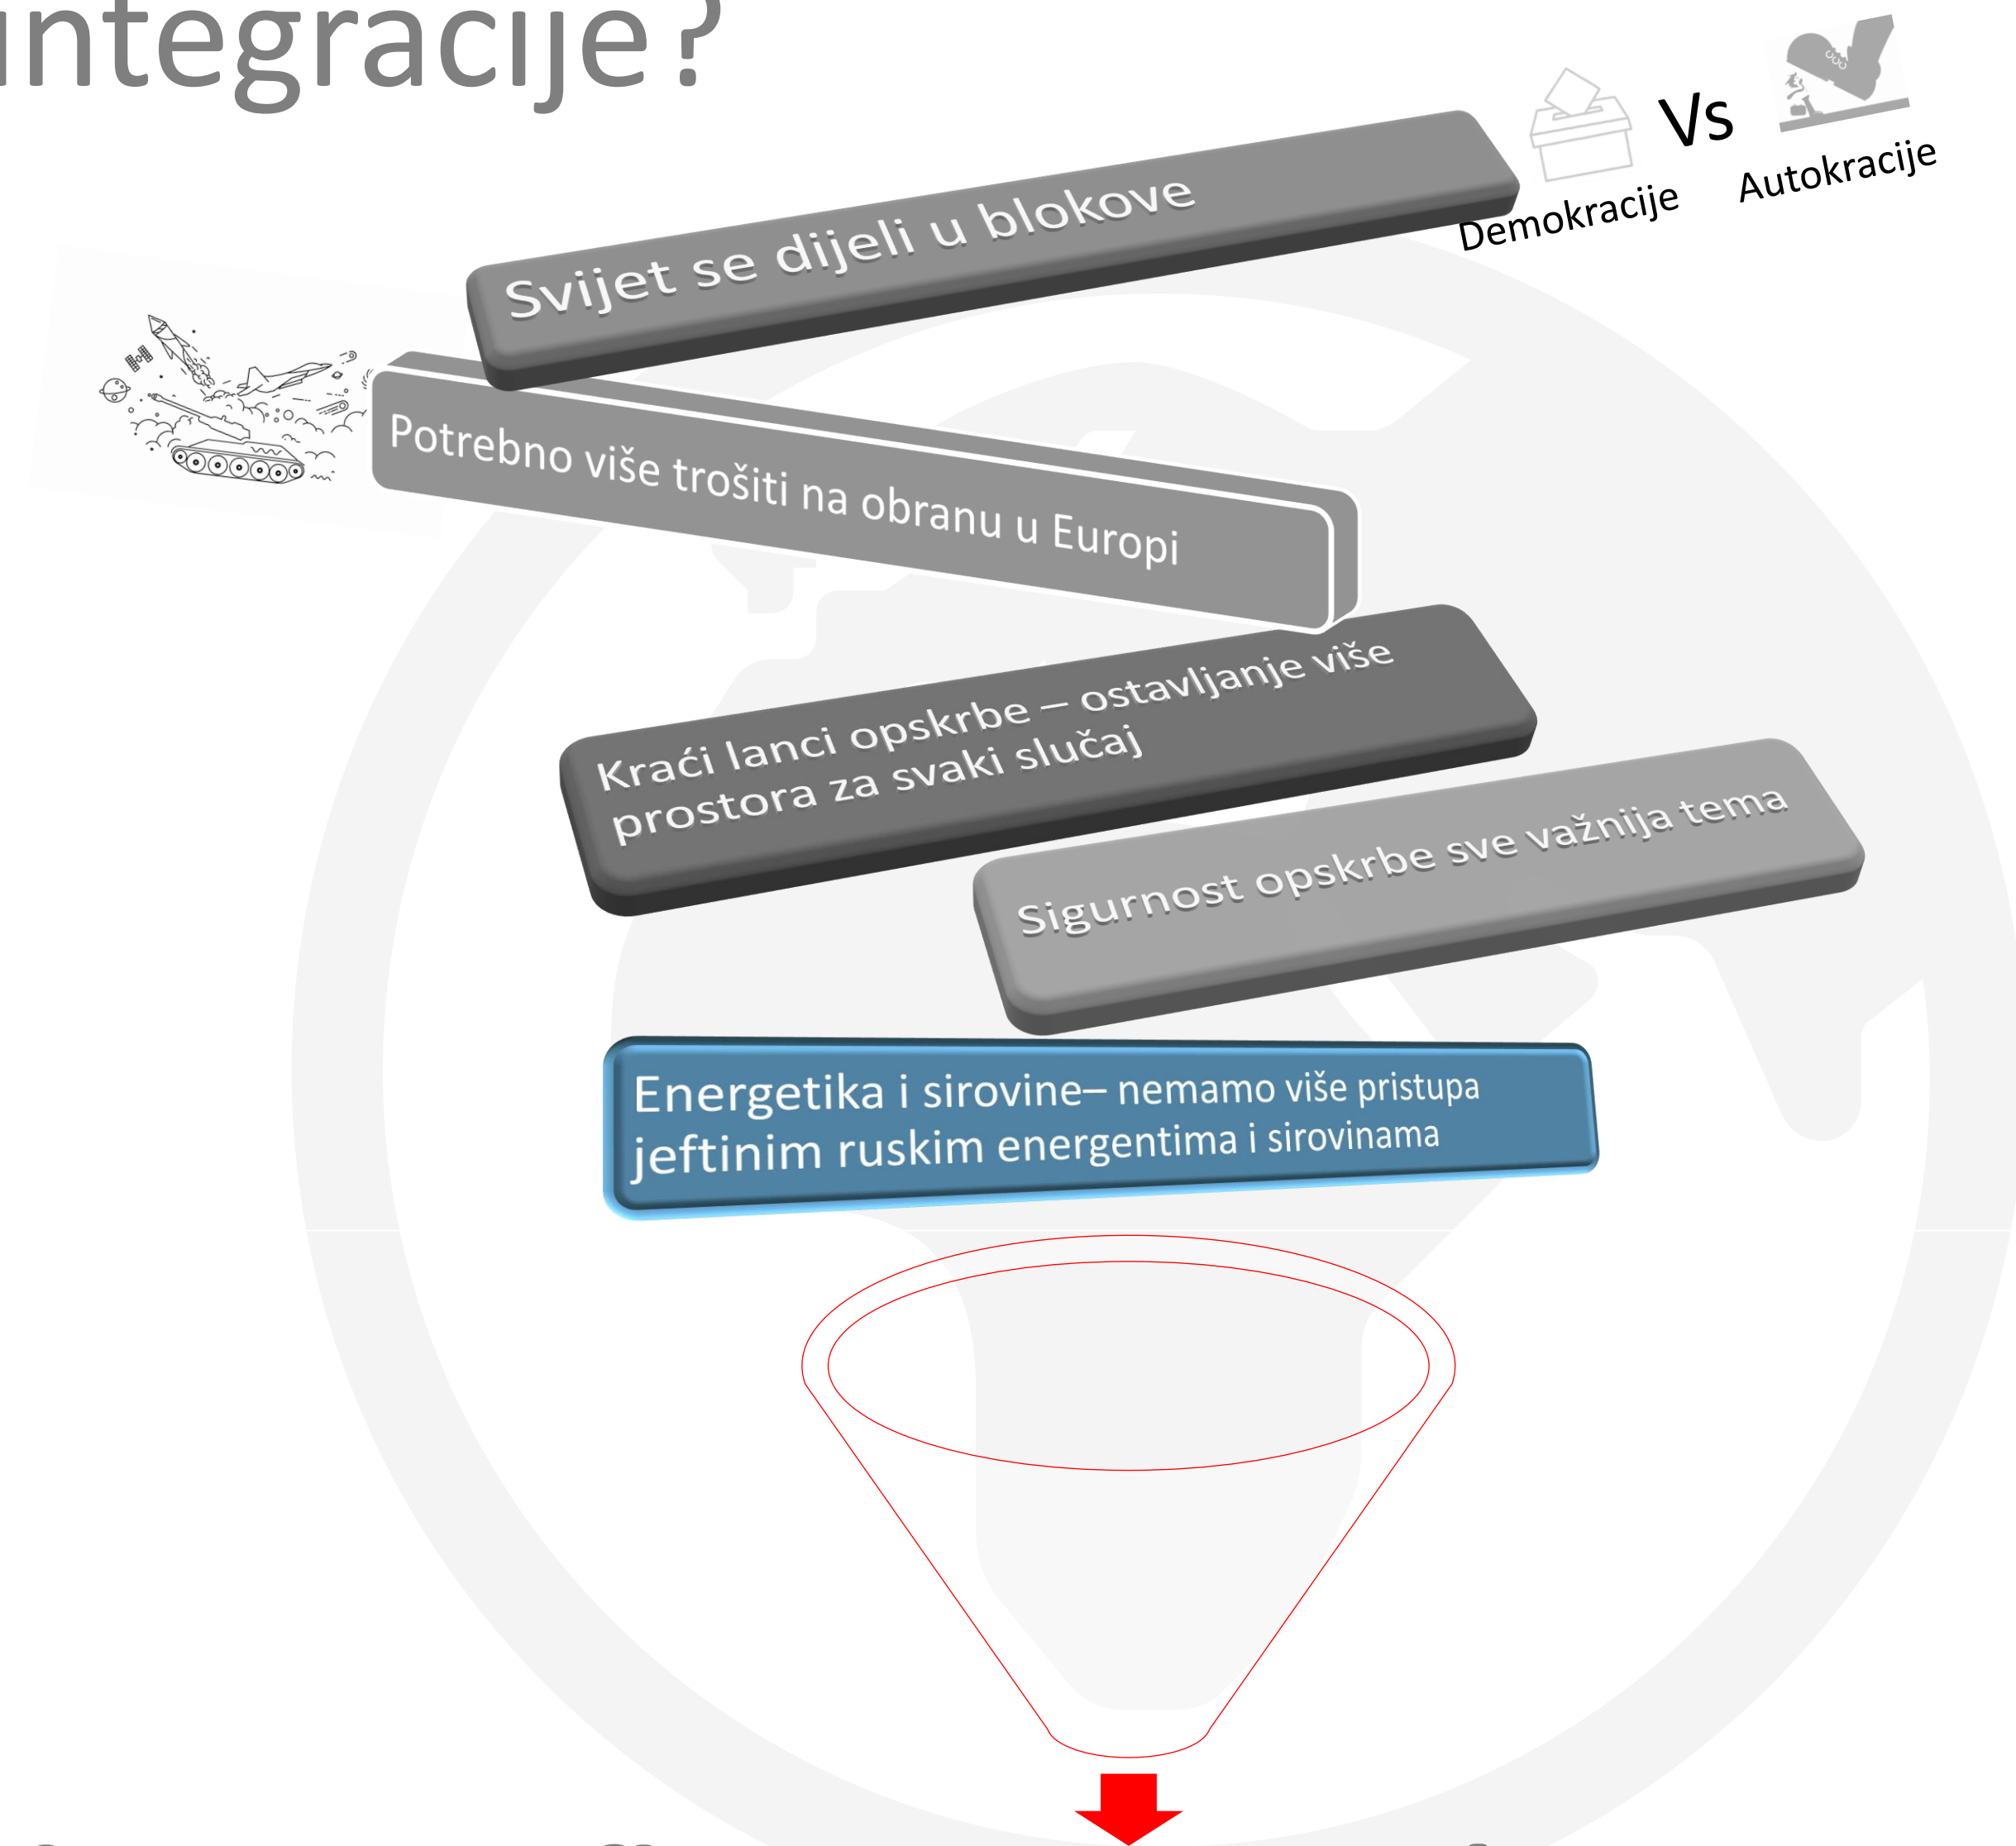 integracije?
Vs
Demokracije
Autokracije
Svijet se dijeli u blokove
Potrebno više trošiti na obranu u Europi
Kraći lanci opskrbe – ostavljanje više
prostora za svaki slučaj
Sigurnost opskrbe sve važnija tema
Energetika i sirovine– nemamo više pristupa
jeftinim ruskim energentima i sirovinama